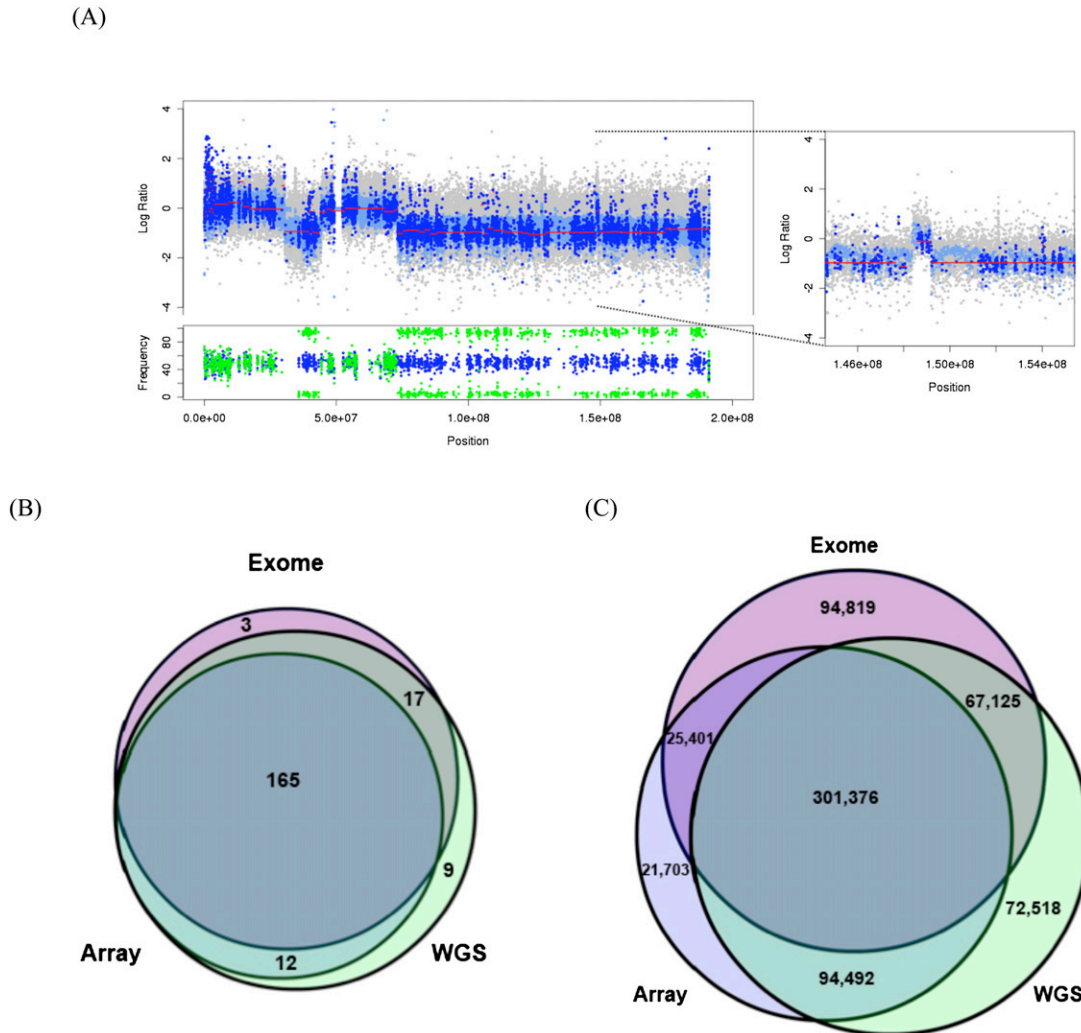 (A)
4
2
0
-2
-4
Log Ratio
80
40
0
Frequency
0.0e+00 5.0e+07 1.0e+08 1.5e+08 2.0e+08
Position
4
2
0
-2
-4
Log Ratio
1.46e+08 1.50e+08 1.54e+08
Position
(B)
Exome
3
17
165
9
Array
WGS
12
(C)
Exome
94,819
67,125
25,401
301,376
21,703
72,518
94,492
Array
WGS